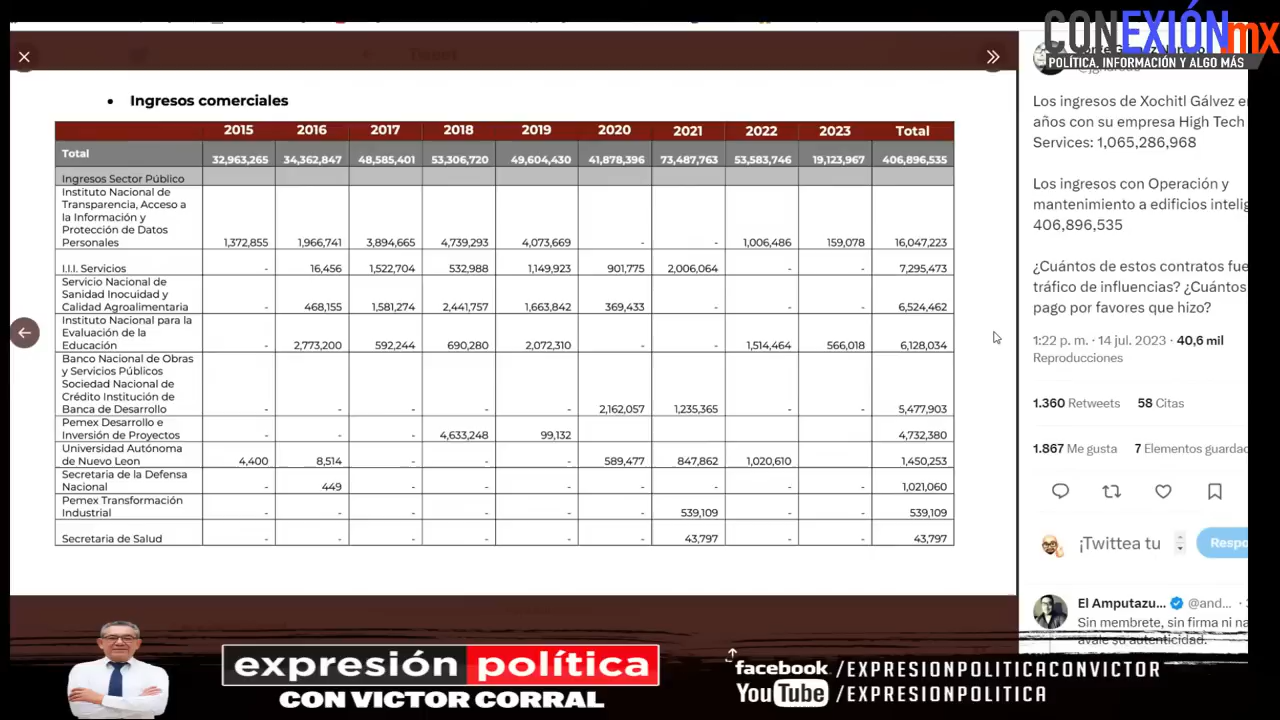 CONEXIÓNmx
POLÍTICA, INFORMACIÓN Y ALGO MÁS
• Ingresos comerciales
2015 2016 2017 2018 2019 2020 2021 2022 2023 Total
Total 32,963,265 34,362,847 48,585,401 53,306,720 49,604,430 41,878,396 73,487,763 53,583,746 19,123,967 406,896,535
Ingresos Sector Público
Instituto Nacional de
Transparencia, Acceso a
la Información y
Protección de Datos
Personales 1,372,855 1,966,741 3,894,665 4,739,293 4,073,669 - - 1,006,486 159,078 16,047,223
I.I.I. Servicios - 16,456 1,522,704 532,988 1,149,923 901,775 2,006,064 - - 7,295,473
Servicio Nacional de
Sanidad Inocuidad y
Calidad Agroalimentaria - 468,155 1,581,274 2,441,757 1,663,842 369,433 - - - 6,524,462
Instituto Nacional para la
Evaluación de la
Educación - 2,773,200 592,244 690,280 2,072,310 - - 1,514,464 566,018 6,128,034
Banco Nacional de Obras
y Servicios Públicos
Sociedad Nacional de
Crédito Institución de
Banca de Desarrollo - - - - - 2,162,057 1,235,365 - - 5,477,903
Pemex Desarrollo e
Inversión de Proyectos - - - 4,633,248 99,132 - - - 4,732,380
Universidad Autónoma
de Nuevo Leon 4,400 8,514 - - - 589,477 847,862 1,020,610 1,450,253
Secretaria de la Defensa
Nacional - 449 - - - - - - - 1,021,060
Pemex Transformación
Industrial - - - - - - 539,109 - - 539,109
Secretaria de Salud - - - - - - 43,797 - - 43,797
Los ingresos de Xochitl Gálvez en
años con su empresa High Tech
Services: 1,065,286,968
Los ingresos con Operación y
mantenimiento a edificios intelig
406,896,535
¿Cuántos de estos contratos fue
tráfico de influencias? ¿Cuántos
pago por favores que hizo?
1:22 p. m. · 14 jul. 2023 · 40,6 mil
Reproducciones
1.360 Retweets 58 Citas
1.867 Me gusta 7 Elementos guardad
¡Twittea tu Respo
El Amputazu... @and... ·
Sin membrete, sin firma ni na
avale su autenticidad.
expresión política
CON VICTOR CORRAL
facebook /EXPRESIONPOLITICACONVICTOR
YouTube /EXPRESIONPOLITICA